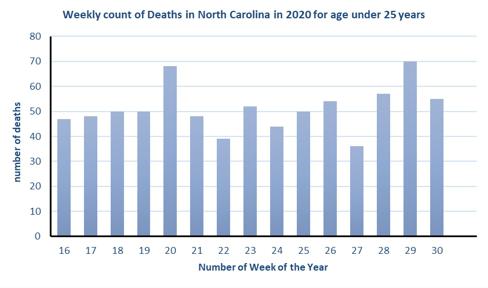 Weekly count of Deaths in North Carolina in 2020 for age under 25 years
number of deaths
80
70
60
50
40
30
20
10
0
16 17 18 19 20 21 22 23 24 25 26 27 28 29 30
Number of Week of the Year